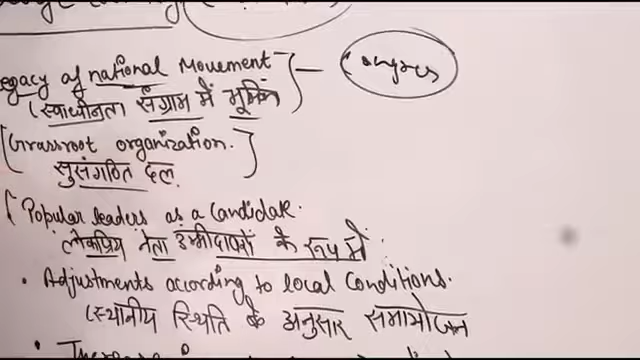 Legacy of national Movement - Congress
(स्वाधीनता संग्राम में भूमिका
Grassroot organization.
सुसंगठित दल.
Popular leaders as a Candidate.
लोकप्रिय नेता उम्मीदवारों के रूप में
• Adjustments according to local Conditions.
(स्थानीय स्थिति के अनुसार समायोजन